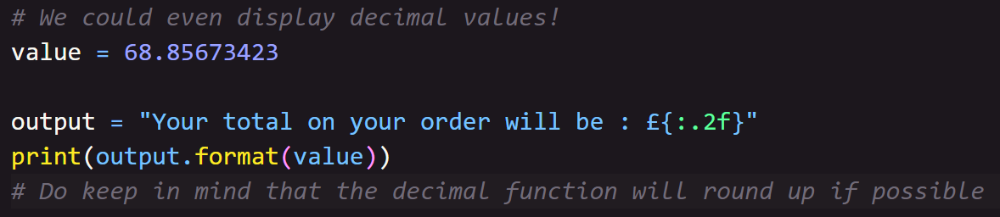 # We could even display decimal values!
value = 68.85673423
output = "Your total on your order will be : £{:.2f}"
print(output.format(value))
# Do keep in mind that the decimal function will round up if possible